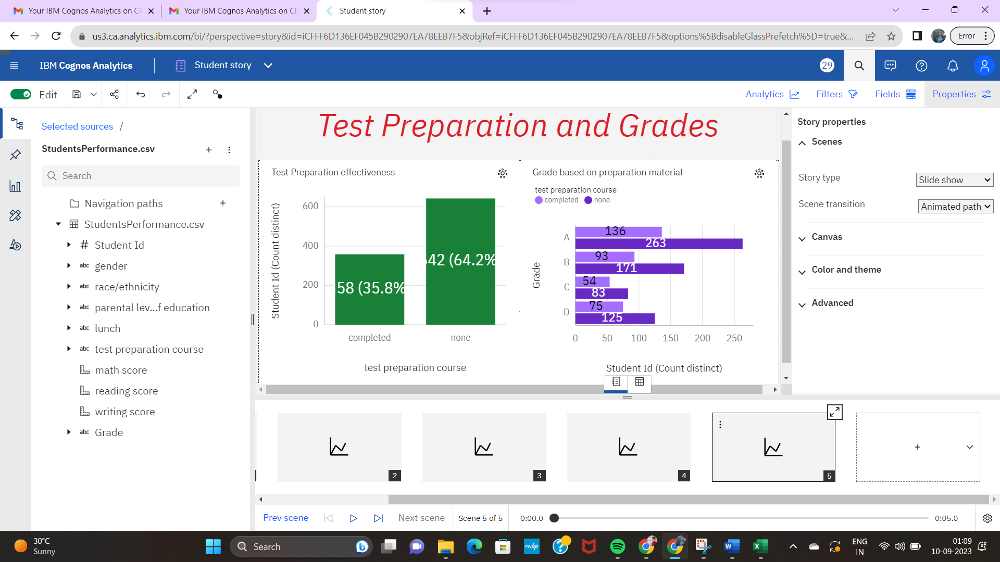 Your IBM Cognos Analytics on Cl
Your IBM Cognos Analytics on Cl
Student story
us3.ca.analytics.ibm.com/bi/?perspective=story&id=iCFFF6D136EF045B2902907EA78EEB7F5&objRef=iCFFF6D136EF045B2902907EA78EEB7F5&options%5BdisableGlassPrefetch%5D=true&...
Error
IBM Cognos Analytics
Student story
29
Edit
Analytics
Filters
Fields
Properties
Selected sources /
StudentsPerformance.csv
Search
Navigation paths
StudentsPerformance.csv
# Student Id
abc gender
abc race/ethnicity
abc parental lev...f education
abc lunch
abc test preparation course
math score
reading score
writing score
abc Grade
Test Preparation and Grades
Test Preparation effectiveness
Student Id (Count distinct)
600
400
200
0
58 (35.8%
42 (64.2%
completed
none
test preparation course
Grade based on preparation material
test preparation course
completed none
Grade
A
136
263
B
93
171
C
54
83
D
75
125
0 50 100 150 200 250
Student Id (Count distinct)
Story properties
Scenes
Story type
Slide show
Scene transition
Animated path
Canvas
Color and theme
Advanced
2
3
4
5
Prev scene
Next scene
Scene 5 of 5
0:00.0
0:05.0
30°C
Sunny
Search
myhp
ENG
IN
01:09
10-09-2023